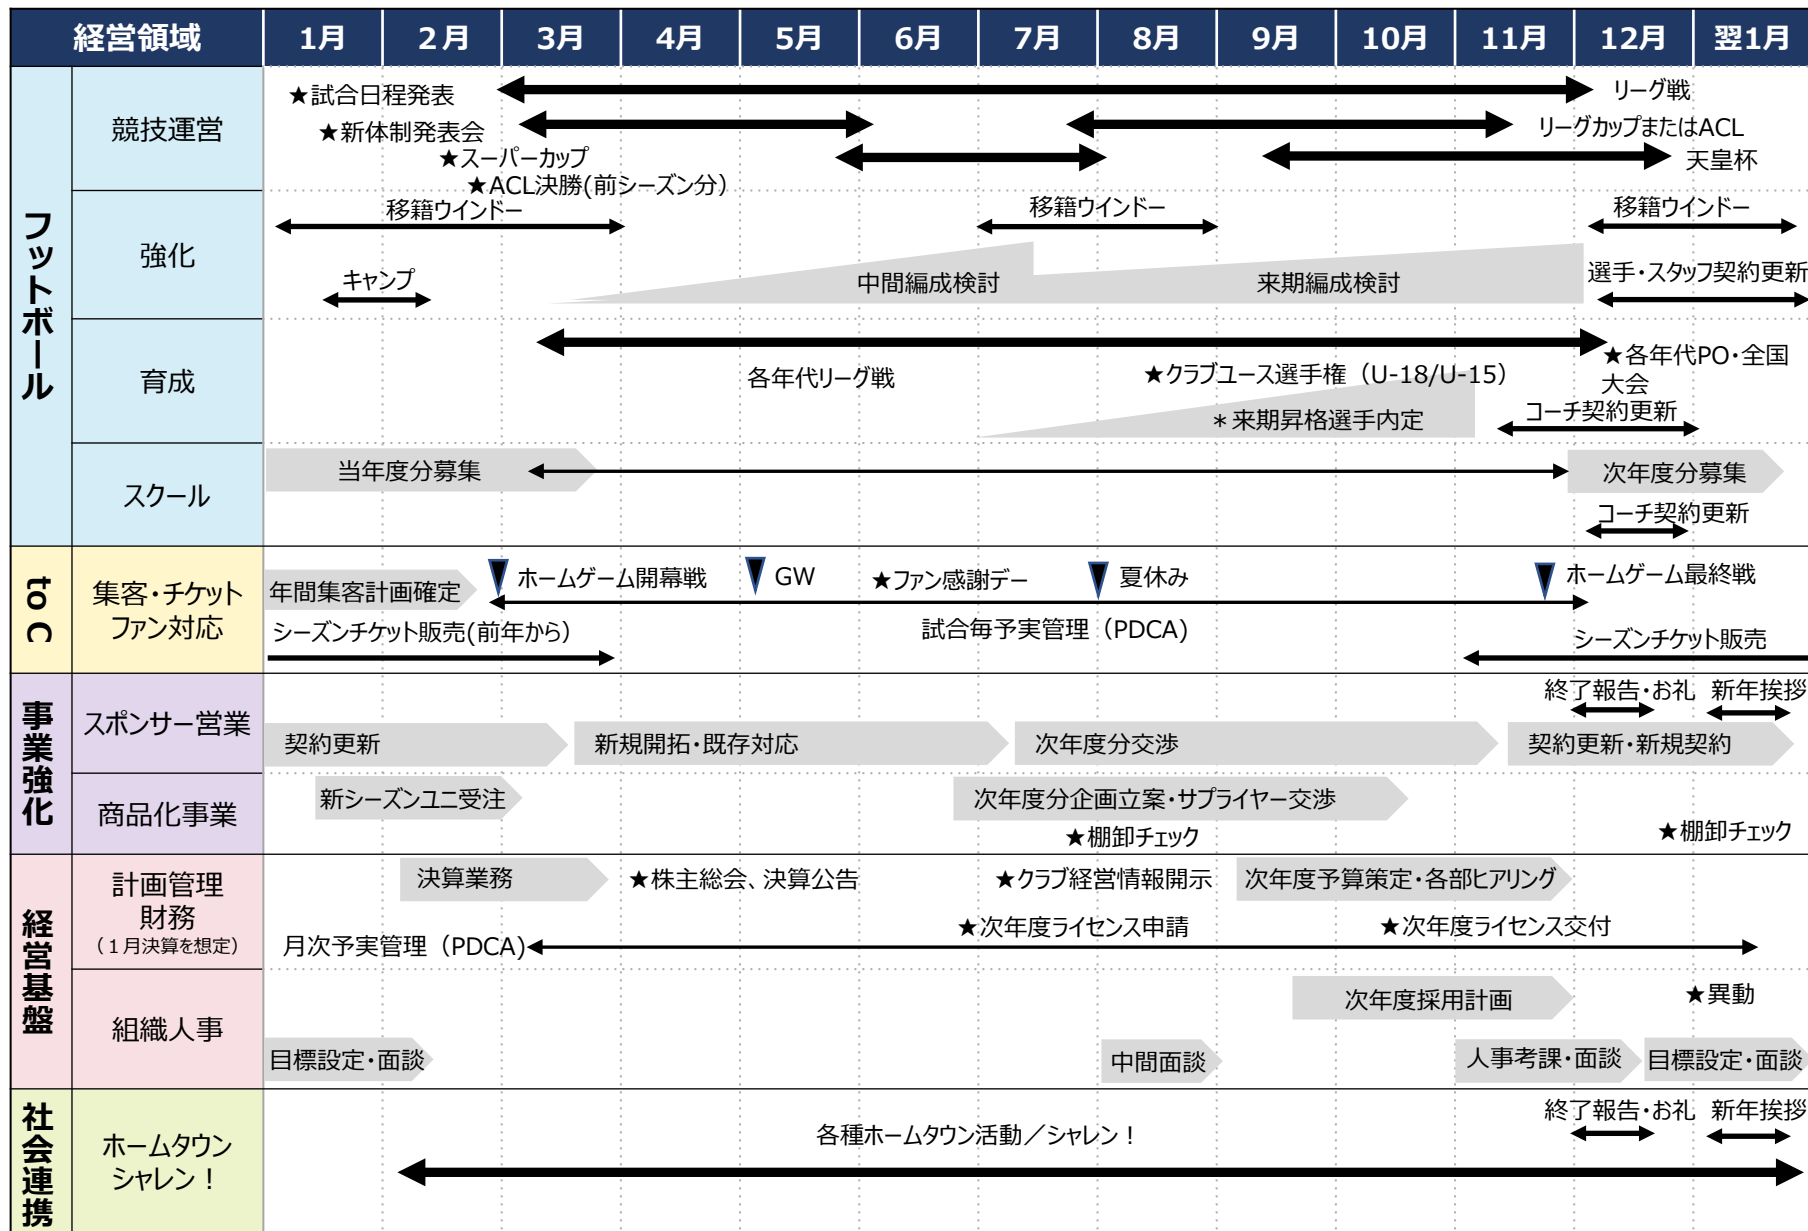 経営領域 1月 2月 3月 4月 5月 6月 7月 8月 9月 10月 11月 12月 翌1月
フットボール
競技運営
★試合日程発表
リーグ戦
★新体制発表会
リーグカップまたはACL
★スーパーカップ
天皇杯
★ACL決勝(前シーズン分)
強化
移籍ウインドー 移籍ウインドー 移籍ウインドー
キャンプ 中間編成検討 来期編成検討 選手・スタッフ契約更新
育成
各年代リーグ戦 ★クラブユース選手権（U-18/U-15）
★各年代PO・全国
大会
＊来期昇格選手内定 コーチ契約更新
スクール
当年度分募集 次年度分募集
コーチ契約更新
to C
集客・チケット
ファン対応
年間集客計画確定 ホームゲーム開幕戦 GW ★ファン感謝デー 夏休み ホームゲーム最終戦
シーズンチケット販売(前年から） 試合毎予実管理（PDCA） シーズンチケット販売
事業強化
スポンサー営業
終了報告・お礼 新年挨拶
契約更新 新規開拓・既存対応 次年度分交渉 契約更新・新規契約
商品化事業
新シーズンユニ受注 次年度分企画立案・サプライヤー交渉
★棚卸チェック ★棚卸チェック
経営基盤
計画管理
財務
（１月決算を想定）
決算業務 ★株主総会、決算公告 ★クラブ経営情報開示 次年度予算策定・各部ヒアリング
★次年度ライセンス申請 ★次年度ライセンス交付
月次予実管理（PDCA）
組織人事
次年度採用計画 ★異動
目標設定・面談 中間面談 人事考課・面談 目標設定・面談
社会連携
ホームタウン
シャレン！
終了報告・お礼 新年挨拶
各種ホームタウン活動／シャレン！